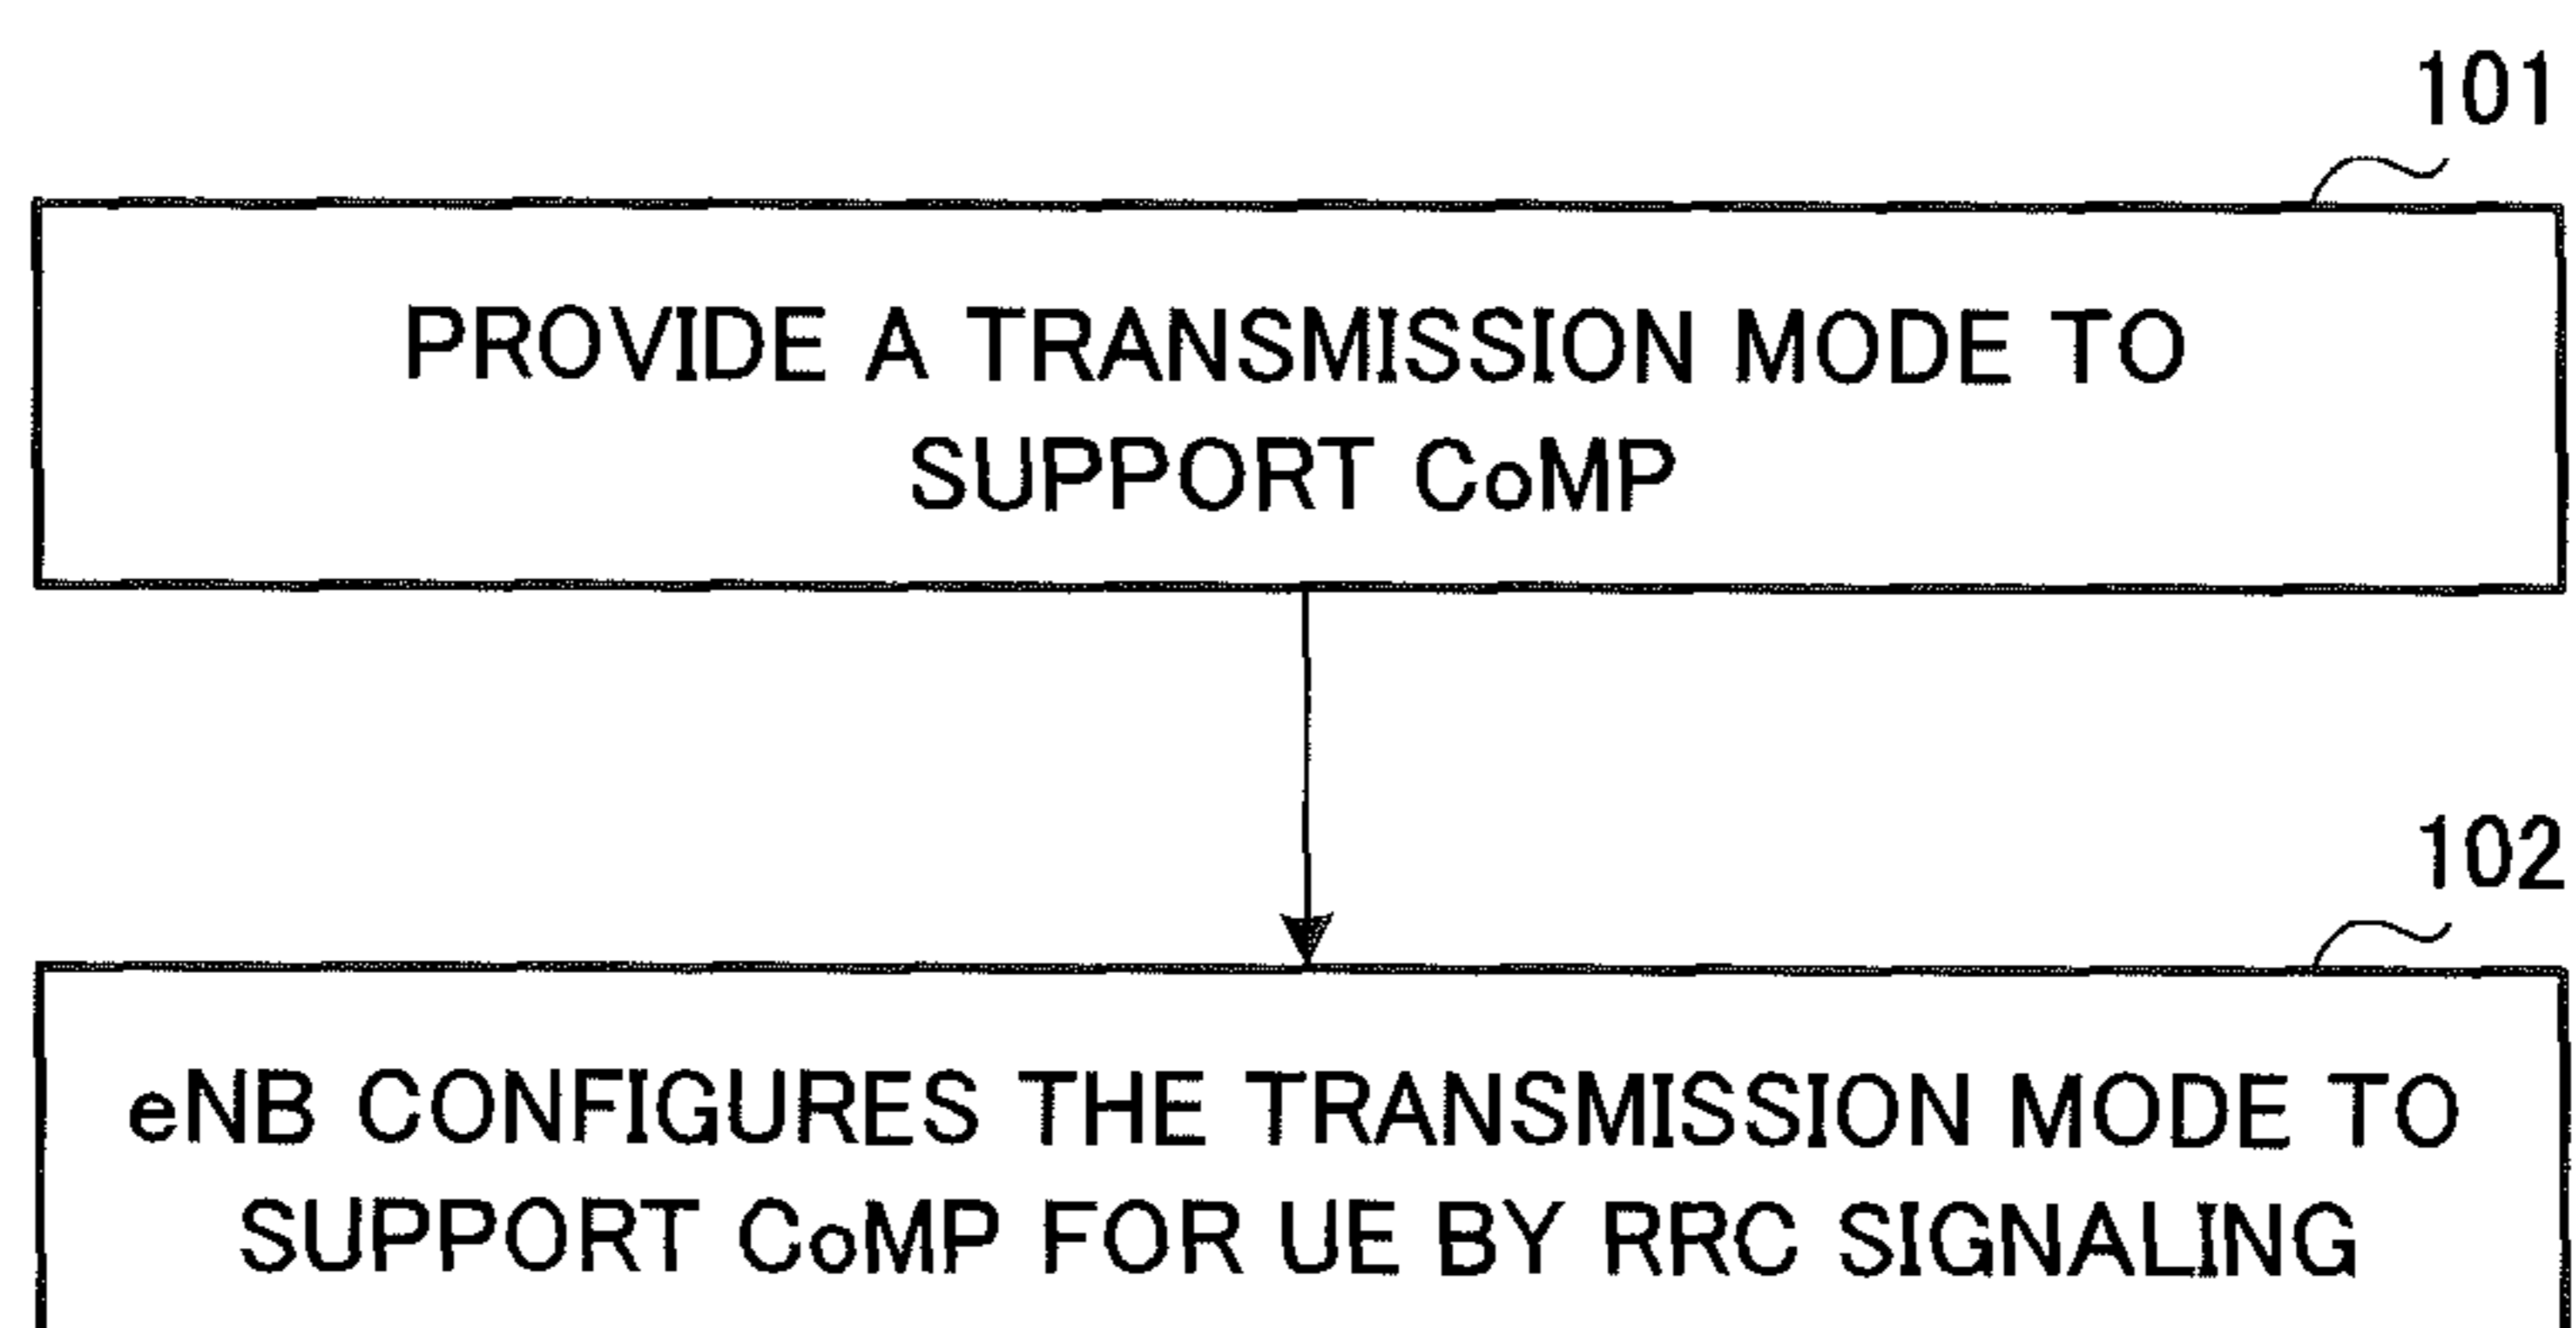 101
PROVIDE A TRANSMISSION MODE TO
SUPPORT CoMP
102
eNB CONFIGURES THE TRANSMISSION MODE TO
SUPPORT CoMP FOR UE BY RRC SIGNALING